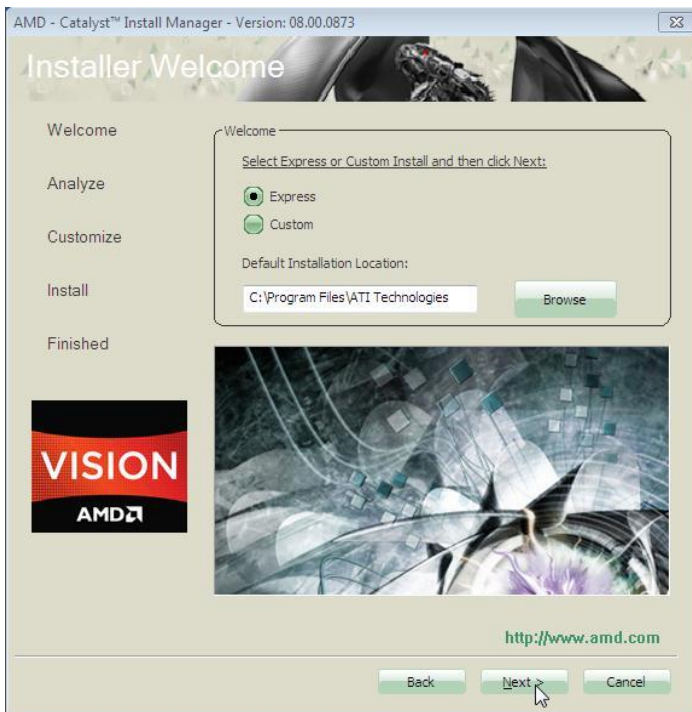 AMD - Catalyst™ Install Manager - Version: 08.00.0873
Installer Welcome
Welcome
Analyze
Customize
Install
Finished
Welcome
Select Express or Custom Install and then click Next:
Express
Custom
Default Installation Location:
C:\Program Files\ATI Technologies
Browse
VISION
AMD
http://www.amd.com
Back
Next >
Cancel